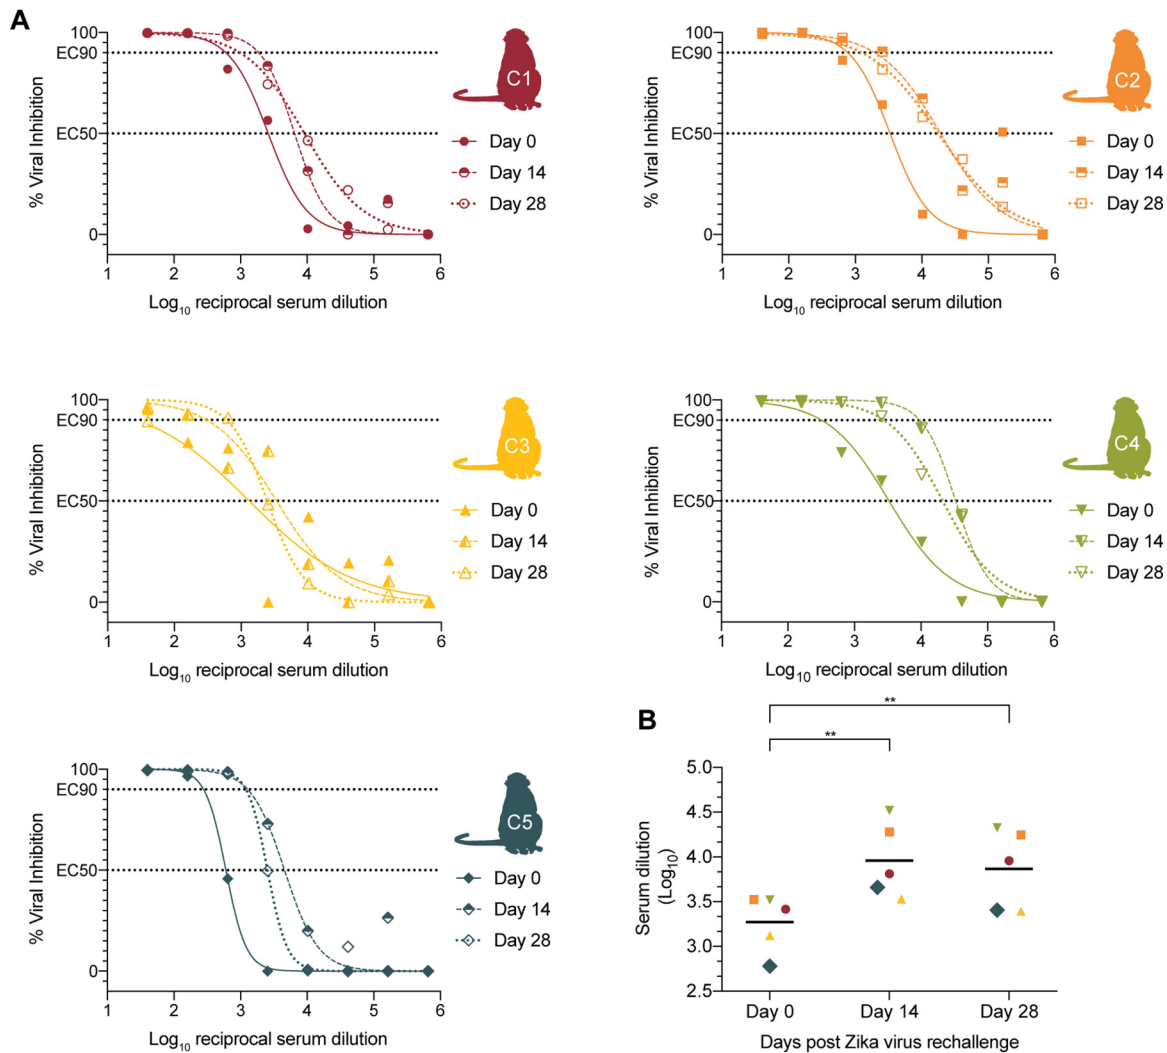 A
100
EC90
EC50
0
% Viral Inhibition
1 2 3 4 5 6
Log10 reciprocal serum dilution
C1
Day 0
Day 14
Day 28
100
EC90
EC50
0
% Viral Inhibition
1 2 3 4 5 6
Log10 reciprocal serum dilution
C2
Day 0
Day 14
Day 28
100
EC90
EC50
0
% Viral Inhibition
1 2 3 4 5 6
Log10 reciprocal serum dilution
C3
Day 0
Day 14
Day 28
100
EC90
EC50
0
% Viral Inhibition
1 2 3 4 5 6
Log10 reciprocal serum dilution
C4
Day 0
Day 14
Day 28
100
EC90
EC50
0
% Viral Inhibition
1 2 3 4 5 6
Log10 reciprocal serum dilution
C5
Day 0
Day 14
Day 28
B
**
**
5.0
4.5
4.0
3.5
3.0
2.5
Serum dilution
(Log10)
Day 0 Day 14 Day 28
Days post Zika virus rechallenge